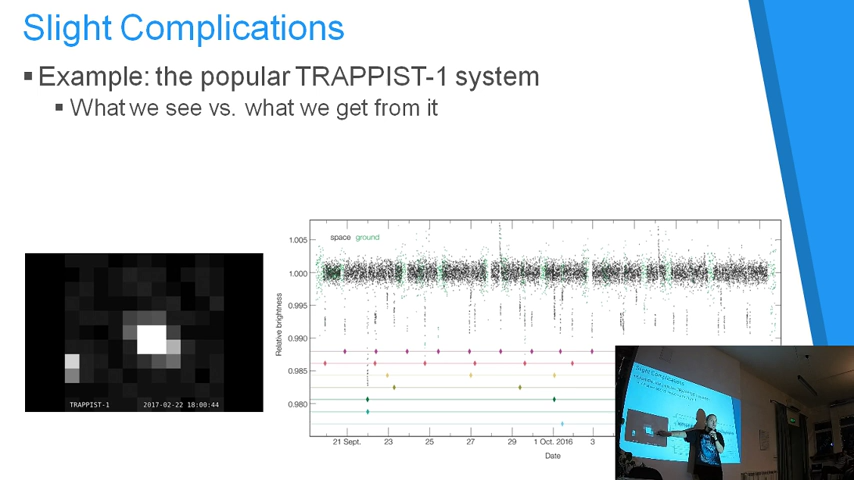 Slight Complications
▪ Example: the popular TRAPPIST-1 system
▪ What we see vs. what we get from it
space ground
1.005
1.000
0.995
0.990
0.985
0.980
Relative brightness
21 Sept. 23 25 27 29 1 Oct. 2016 3
Date
TRAPPIST-1 2017-02-22 18:00:44
Slight Complications